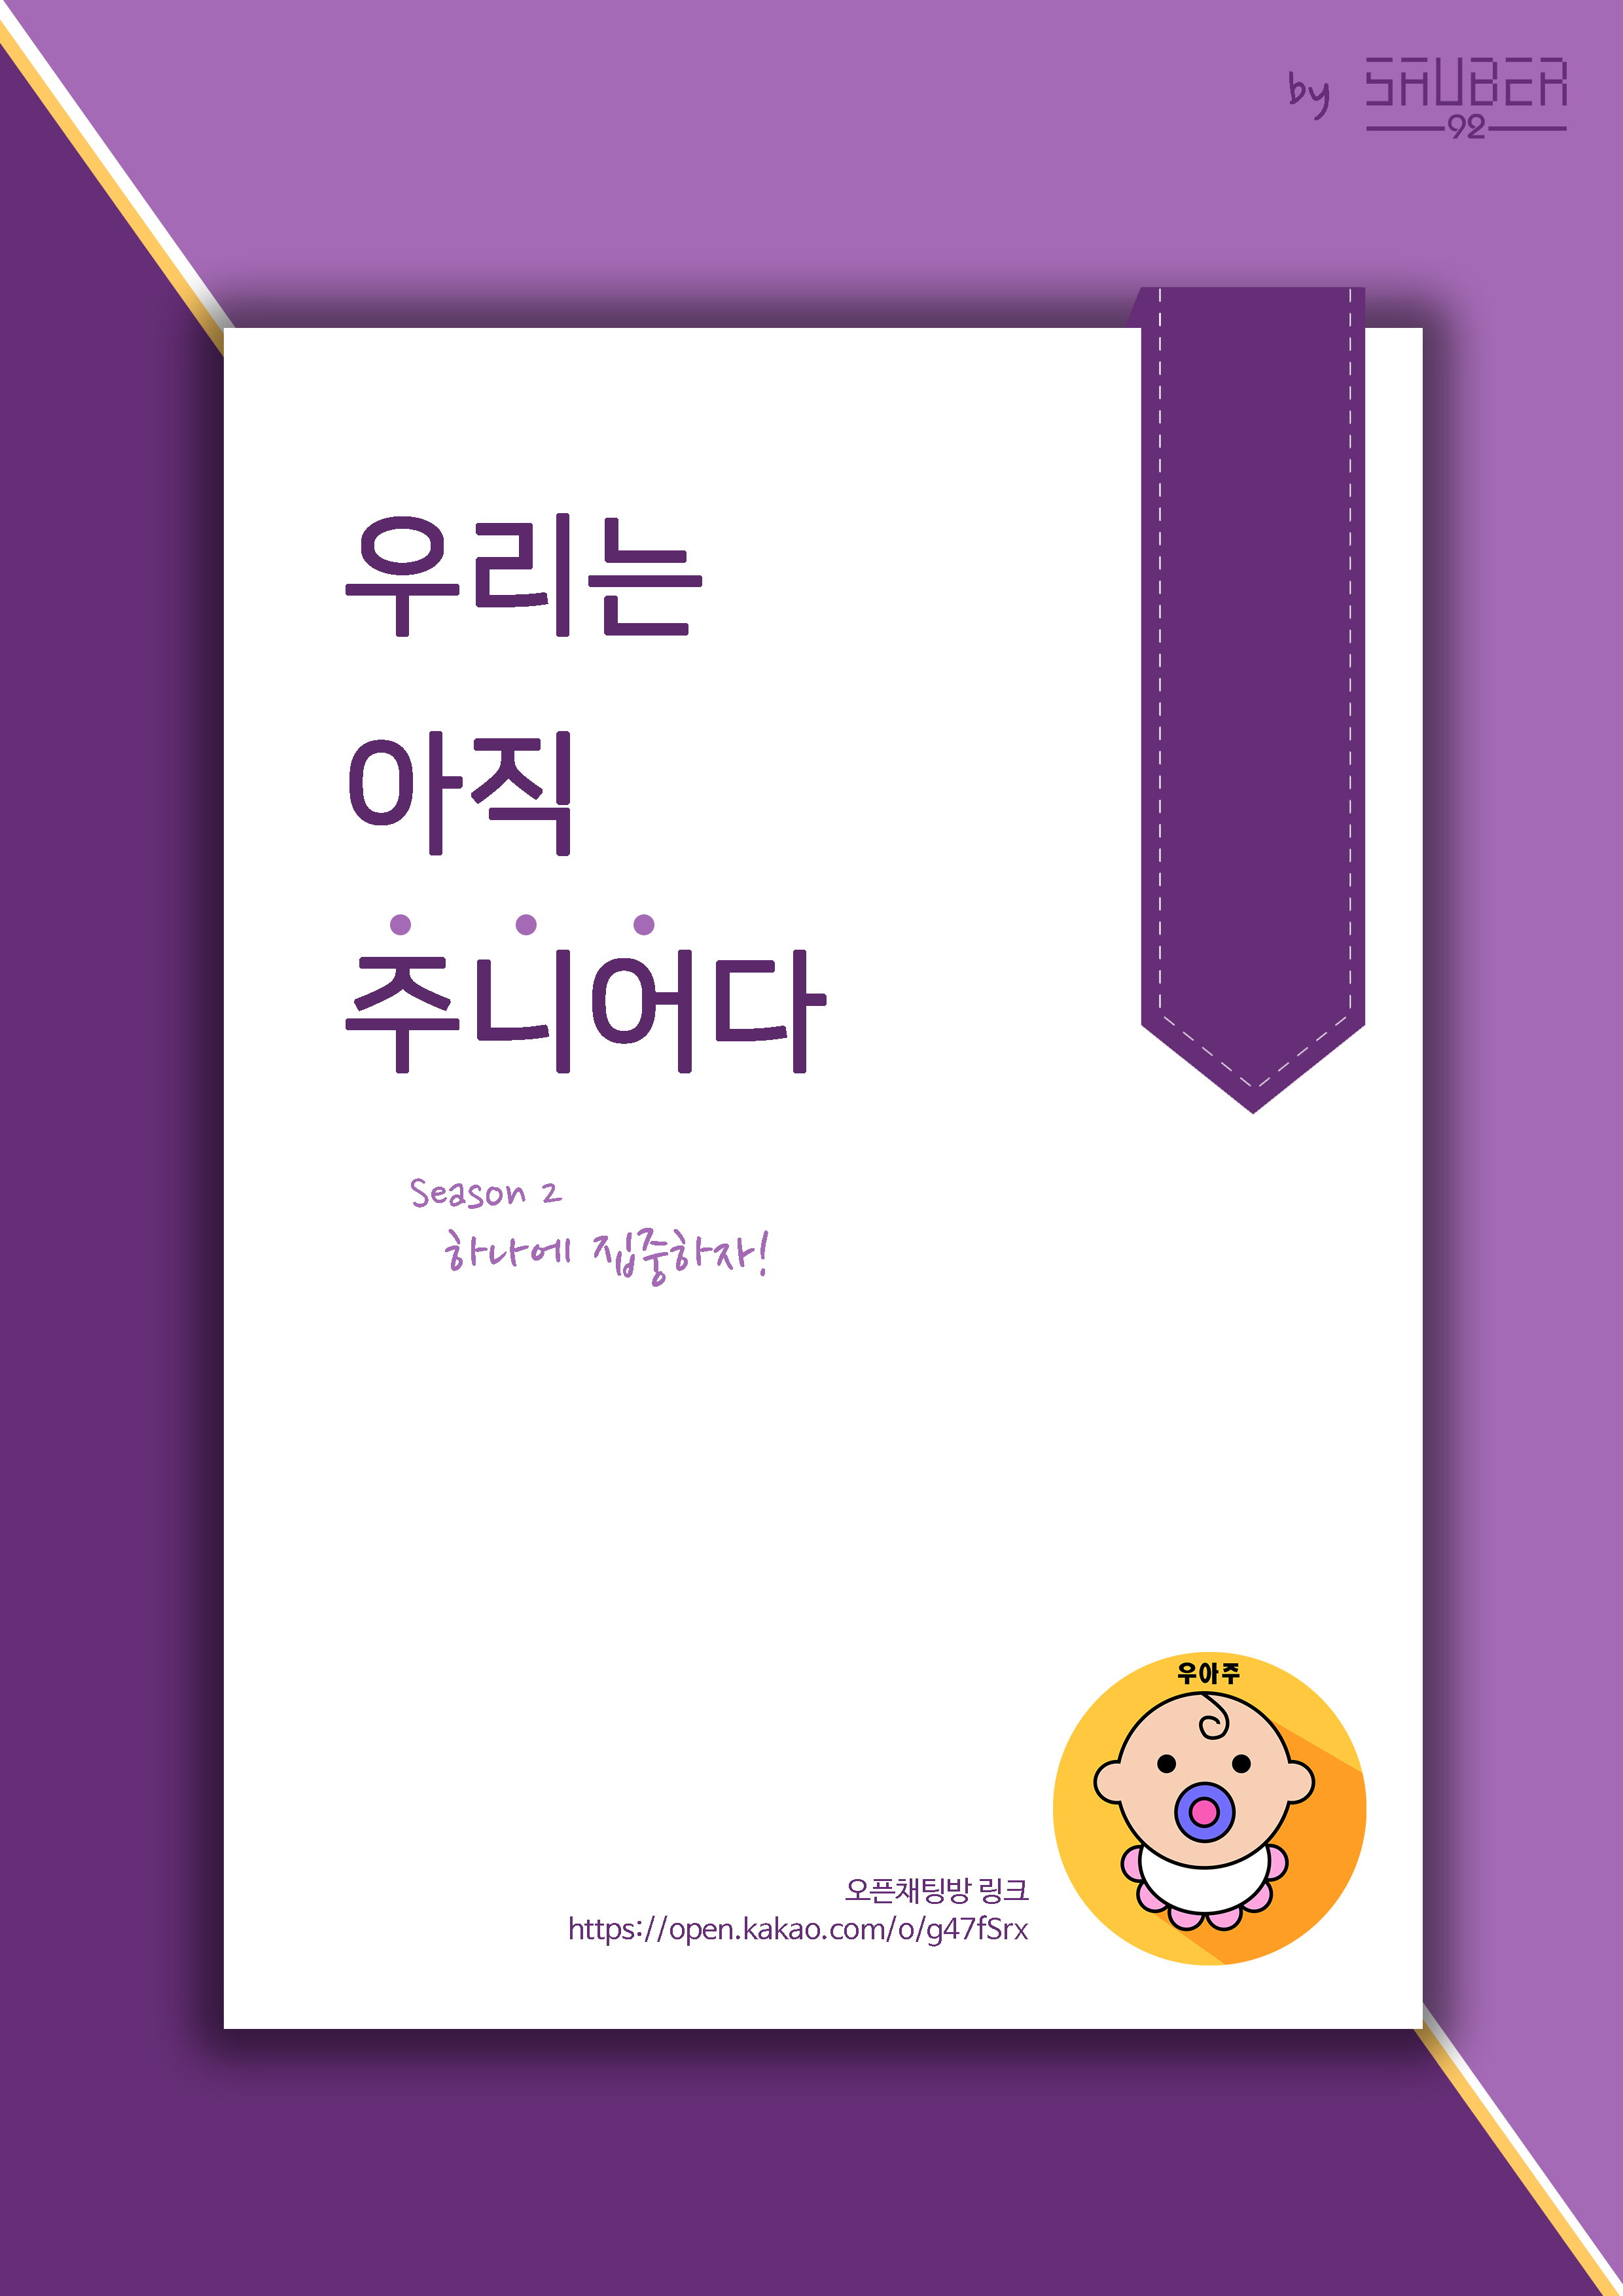 by SAUBER
92
우리는
아직
주니어다
Season 2
하나에 집중하자!
우아주
오픈채팅방 링크
https://open.kakao.com/o/g47fSrx